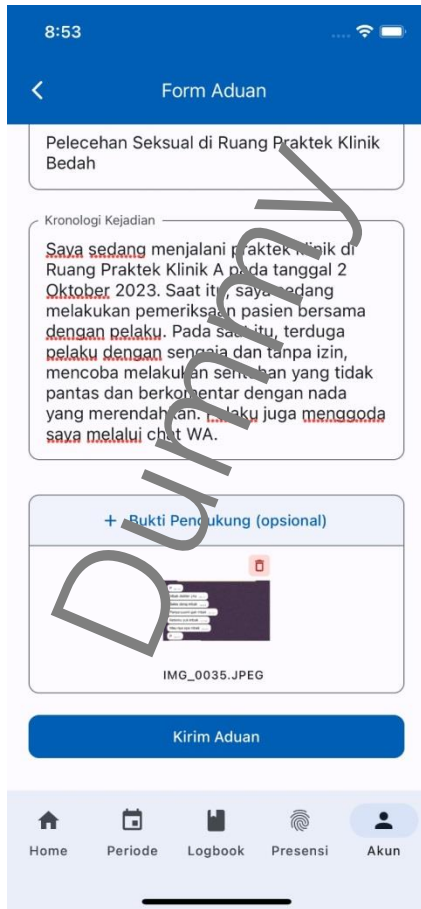 8:53
Form Aduan
Pelecehan Seksual di Ruang Praktek Klinik
Bedah
Kronologi Kejadian
Saya sedang menjalani praktek klinik di
Ruang Praktek Klinik A pada tanggal 2
Oktober 2023. Saat itu, saya sedang
melakukan pemeriksaan pasien bersama
dengan pelaku. Pada saat itu, terduga
pelaku dengan sengaja dan tanpa izin,
mencoba melakukan sentuhan yang tidak
pantas dan berkomentar dengan nada
yang merendahkan. Pelaku juga menggoda
saya melalui chat WA.
Dummy
+ Bukti Pendukung (opsional)
IMG_0035.JPEG
Kirim Aduan
Home Periode Logbook Presensi Akun